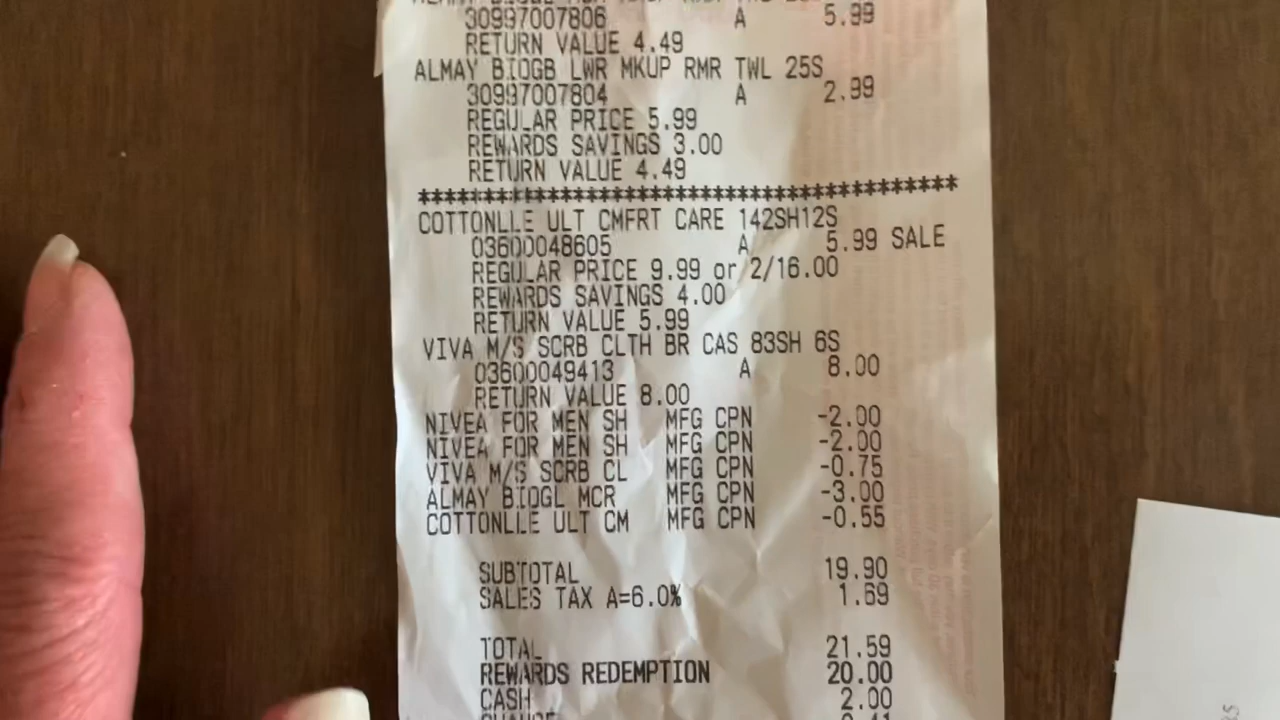 30997007806 A 5.99
RETURN VALUE 4.49
ALMAY BIOGB LWR MKUP RMR TWL 25S
30997007804 A 2.99
REGULAR PRICE 5.99
REWARDS SAVINGS 3.00
RETURN VALUE 4.49
******************************************
COTTONLLE ULT CMFRT CARE 142SH12S
03600048605 A 5.99 SALE
REGULAR PRICE 9.99 or 2/16.00
REWARDS SAVINGS 4.00
RETURN VALUE 5.99
VIVA M/S SCRB CLTH BR CAS 83SH 6S
03600049413 A 8.00
RETURN VALUE 8.00
NIVEA FOR MEN SH MFG CPN -2.00
NIVEA FOR MEN SH MFG CPN -2.00
VIVA M/S SCRB CL MFG CPN -0.75
ALMAY BIOGL MCR MFG CPN -3.00
COTTONLLE ULT CM MFG CPN -0.55
SUBTOTAL 19.90
SALES TAX A=6.0% 1.69
TOTAL 21.59
REWARDS REDEMPTION 20.00
CASH 2.00
CHANGE 0.41